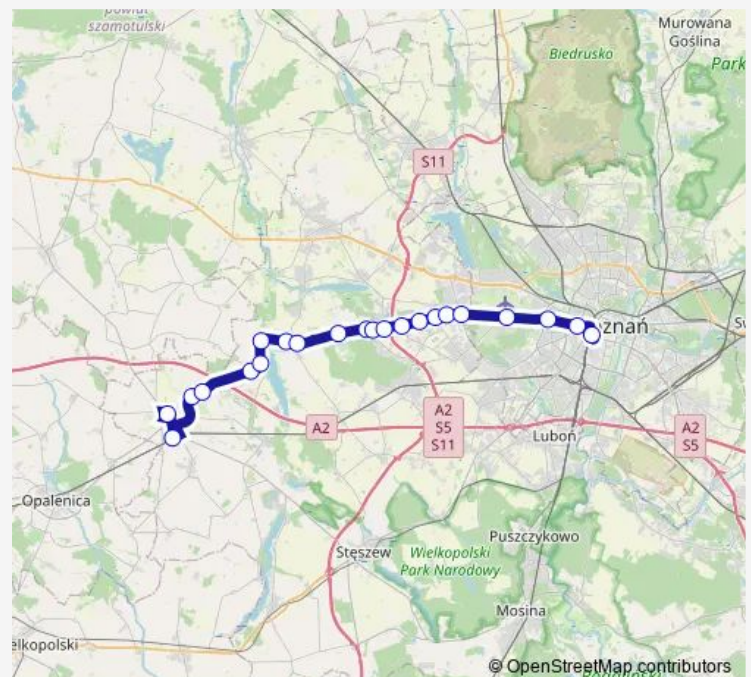 powiat
szamotulski
Murowana
Goślina
Biedrusko
Park
S11
znań
Sw
A2
A2
S5
S11
Luboń
A2
S5
Opalenica
Stęszew
Wielkopolski
Park Narodowy
Puszczykowo
Mosina
elkopolski
© OpenStreetMap contributors